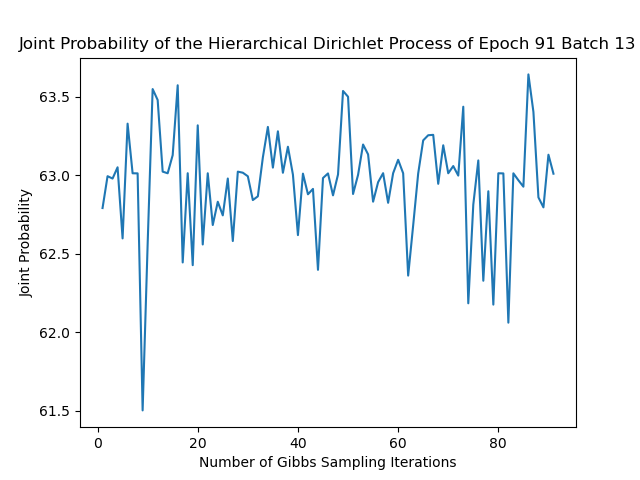 Joint Probability of the Hierarchical Dirichlet Process of Epoch 91 Batch 13
63.5
63.0
62.5
62.0
61.5
Joint Probability
0 20 40 60 80
Number of Gibbs Sampling Iterations